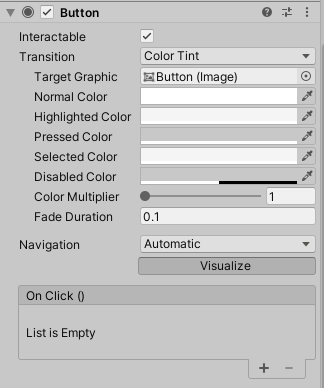 Button
Interactable
Transition Color Tint
Target Graphic Button (Image)
Normal Color
Highlighted Color
Pressed Color
Selected Color
Disabled Color
Color Multiplier 1
Fade Duration 0.1
Navigation Automatic
Visualize
On Click ()
List is Empty